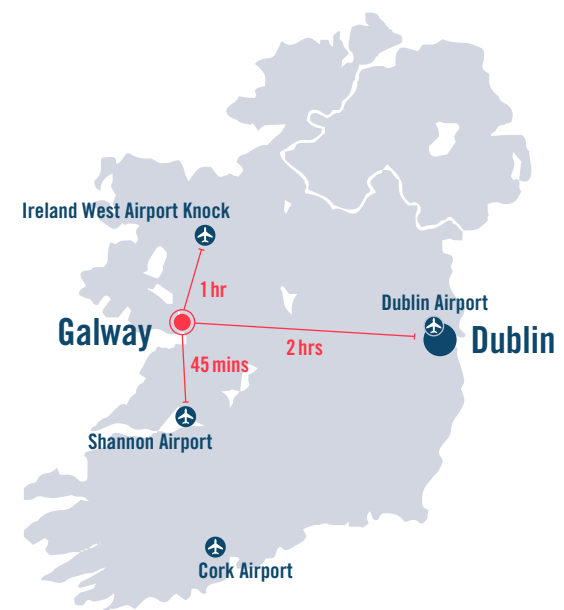 Ireland West Airport Knock
1 hr
Dublin Airport
Galway
Dublin
2 hrs
45 mins
Shannon Airport
Cork Airport